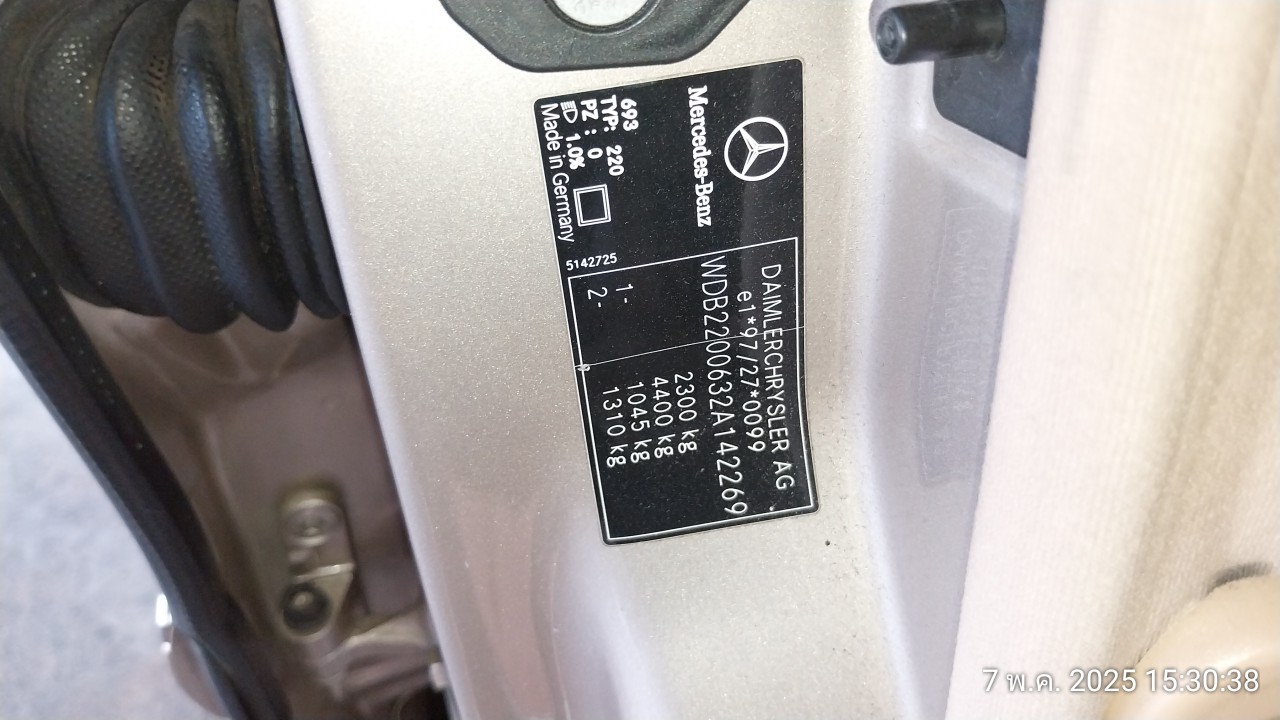 Mercedes-Benz
693
TYP: 220
PZ : 0
1.0%
Made in Germany
5142725
DAIMLERCHRYSLER AG
e1*97/27*0099
WDB2200632A142269
2300 kg
4400 kg
1- 1045 kg
2- 1310 kg
7 พ.ค. 2025 15:30:38